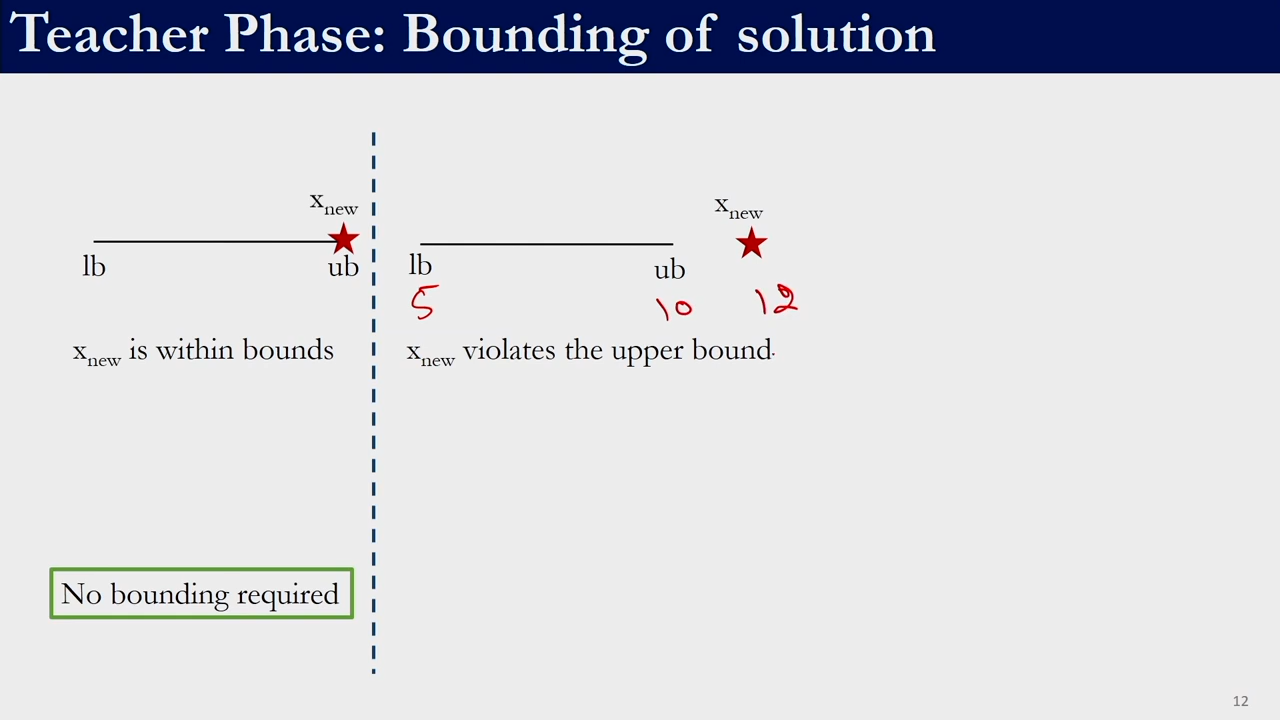 Teacher Phase: Bounding of solution
x_new
lb
ub
x_new is within bounds
No bounding required
x_new
lb
ub
5
10
12
x_new violates the upper bound
12